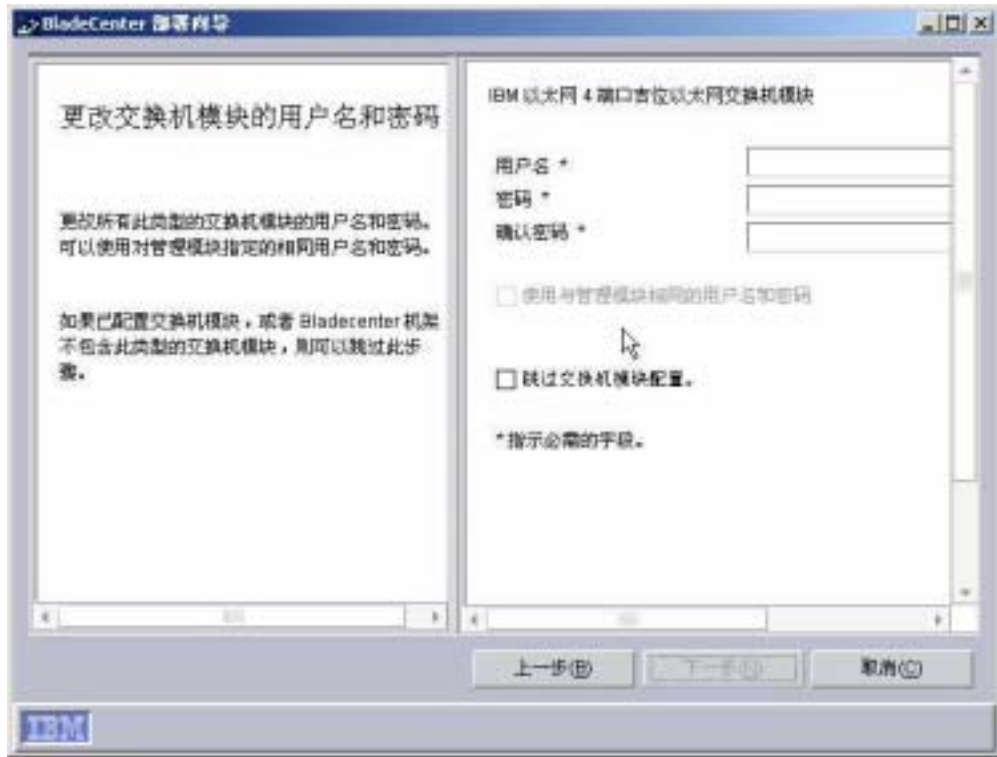 BladeCenter 部署向导
更改交换机模块的用户名和密码
更改所有此类型的交换机模块的用户名和密码。
可以使用对管理模块指定的相同用户名和密码。
如果已配置交换机模块，或者 Bladecenter 机架
不包含此类型的交换机模块，则可以跳过此步
骤。
IBM 以太网 4 端口吉位以太网交换机模块
用户名 *
密码 *
确认密码 *
使用与管理模块相同的用户名和密码
跳过交换机模块配置。
* 指示必需的字段。
上一步(B)
下一步(N)
取消(C)
IBM